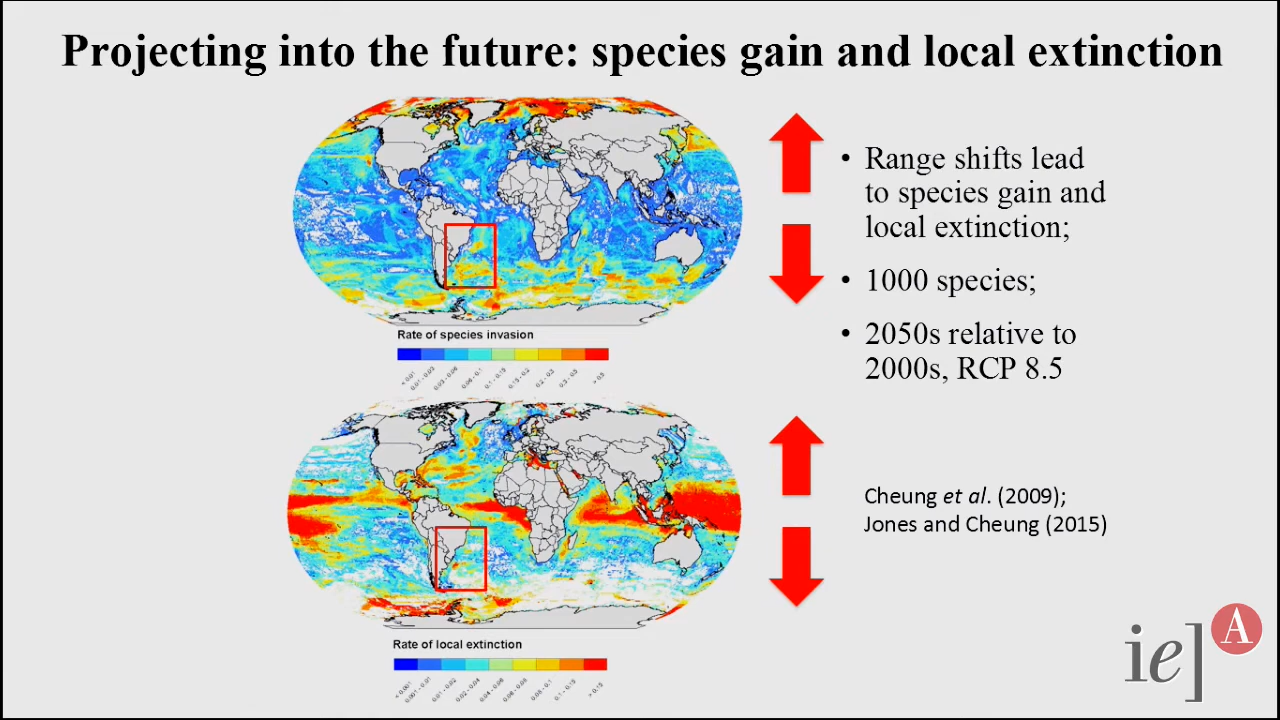 Projecting into the future: species gain and local extinction
• Range shifts lead
to species gain and
local extinction;
• 1000 species;
• 2050s relative to
2000s, RCP 8.5
Rate of species invasion
Rate of local extinction
Cheung et al. (2009);
Jones and Cheung (2015)
ie] A